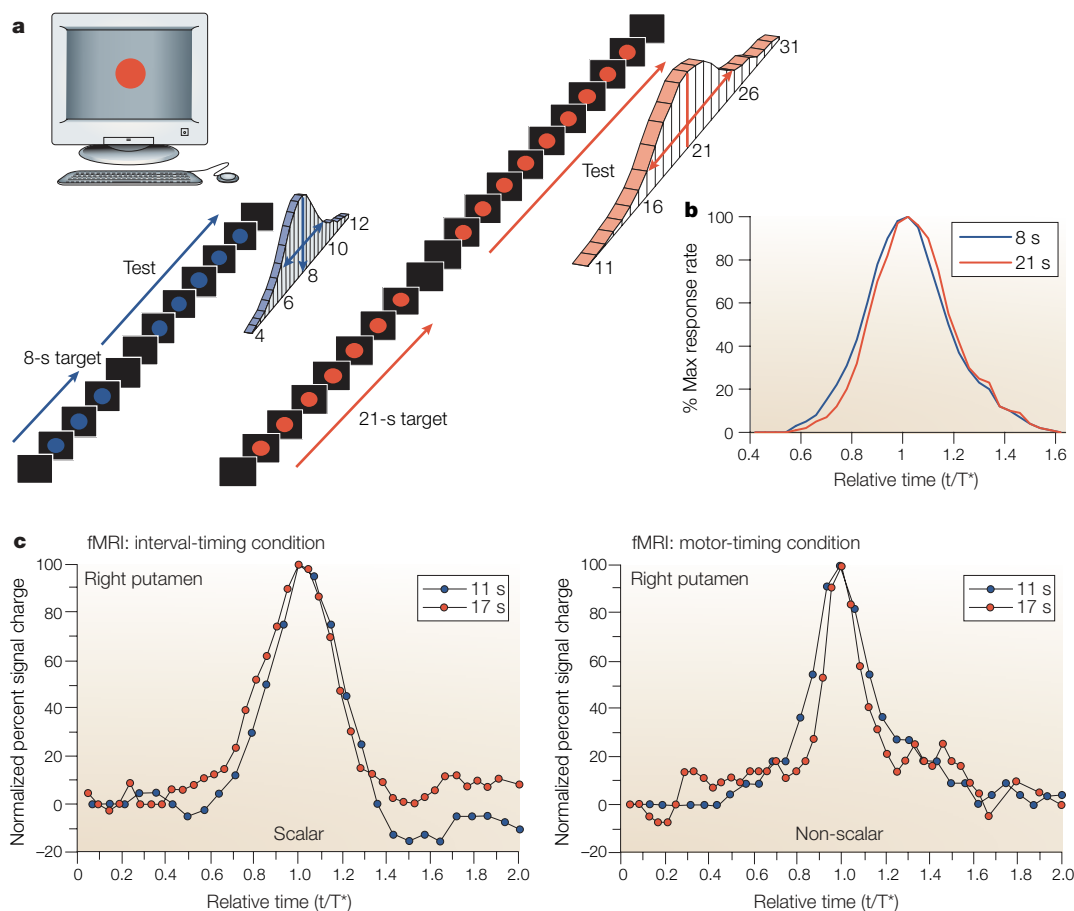 a
31
26
21
16
11
Test
12
10
8
6
4
Test
8-s target
21-s target
b
100
80
60
40
20
0
% Max response rate
8 s
21 s
0.4 0.6 0.8 1 1.2 1.4 1.6
Relative time (t/T*)
c
fMRI: interval-timing condition
Right putamen
11 s
17 s
100
80
60
40
20
0
–20
Normalized percent signal charge
Scalar
0 0.2 0.4 0.6 0.8 1.0 1.2 1.4 1.6 1.8 2.0
Relative time (t/T*)
fMRI: motor-timing condition
Right putamen
11 s
17 s
100
80
60
40
20
0
–20
Normalized percent signal charge
Non-scalar
0 0.2 0.4 0.6 0.8 1.0 1.2 1.4 1.6 1.8 2.0
Relative time (t/T*)